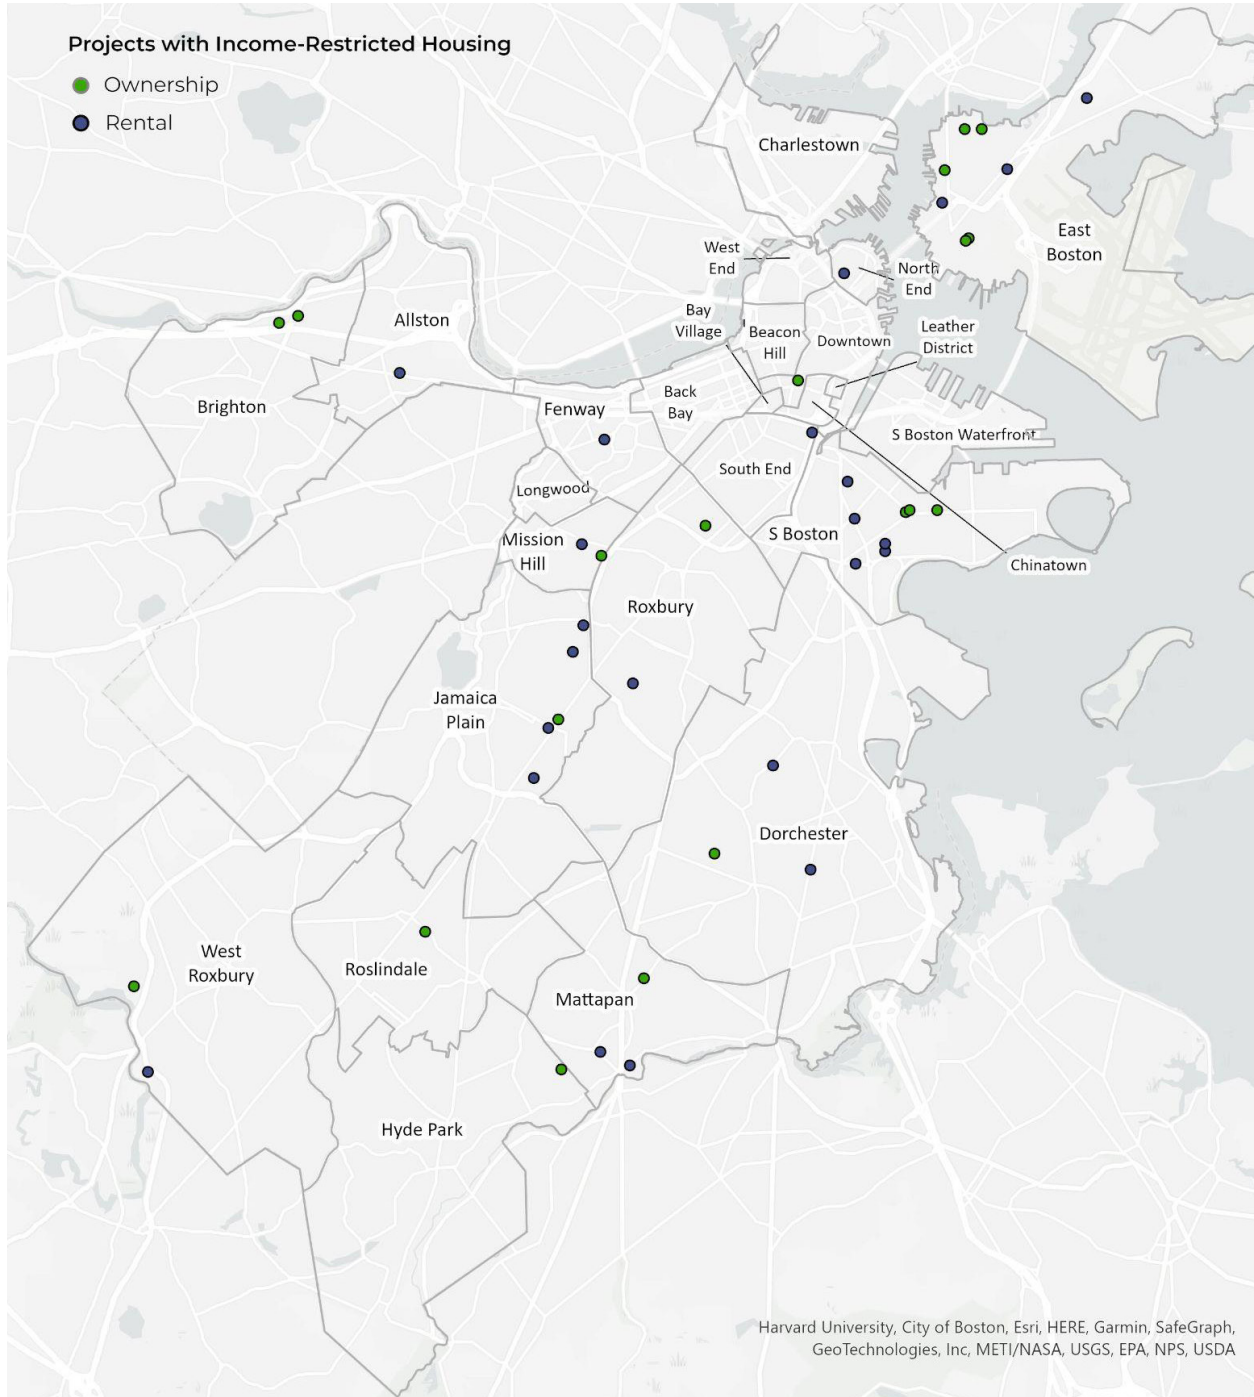 Projects with Income-Restricted Housing
Ownership
Rental
Charlestown
East
Boston
West
End
North
End
Bay
Village
Beacon
Hill
Downtown
Leather
District
Allston
Brighton
Fenway
Back
Bay
S Boston Waterfront
South End
Longwood
Mission
Hill
S Boston
Chinatown
Roxbury
Jamaica
Plain
Dorchester
West
Roxbury
Roslindale
Mattapan
Hyde Park
Harvard University, City of Boston, Esri, HERE, Garmin, SafeGraph,
GeoTechnologies, Inc, METI/NASA, USGS, EPA, NPS, USDA